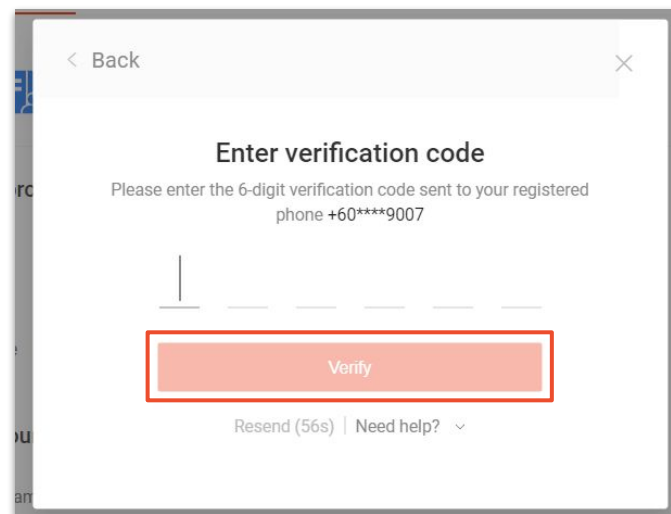 Back
Enter verification code
Please enter the 6-digit verification code sent to your registered
phone +60****9007
Verify
Resend (56s) | Need help?